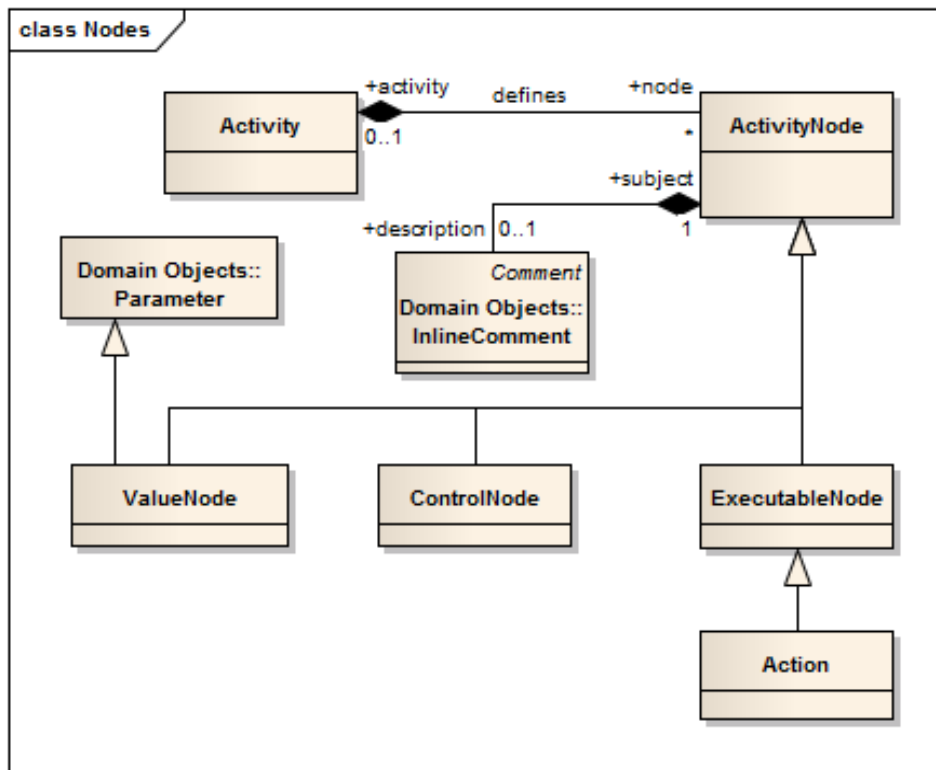 class Nodes
+activity
defines
+node
Activity
0..1
*
ActivityNode
+subject
1
+description 0..1
Domain Objects::
Parameter
Comment
Domain Objects::
InlineComment
ValueNode
ControlNode
ExecutableNode
Action